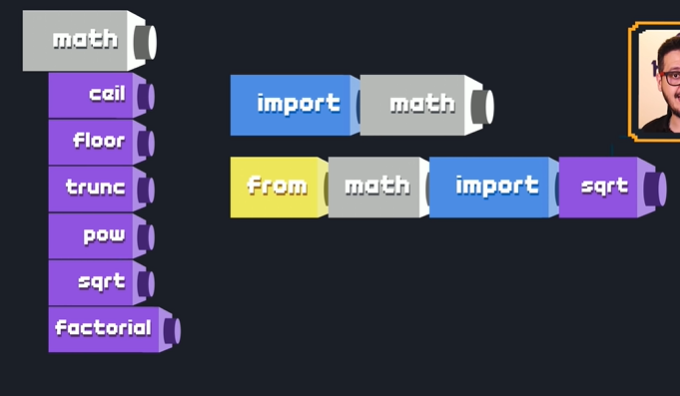 math
ceil
floor
trunc
pow
sqrt
factorial
import math
from math import sqrt